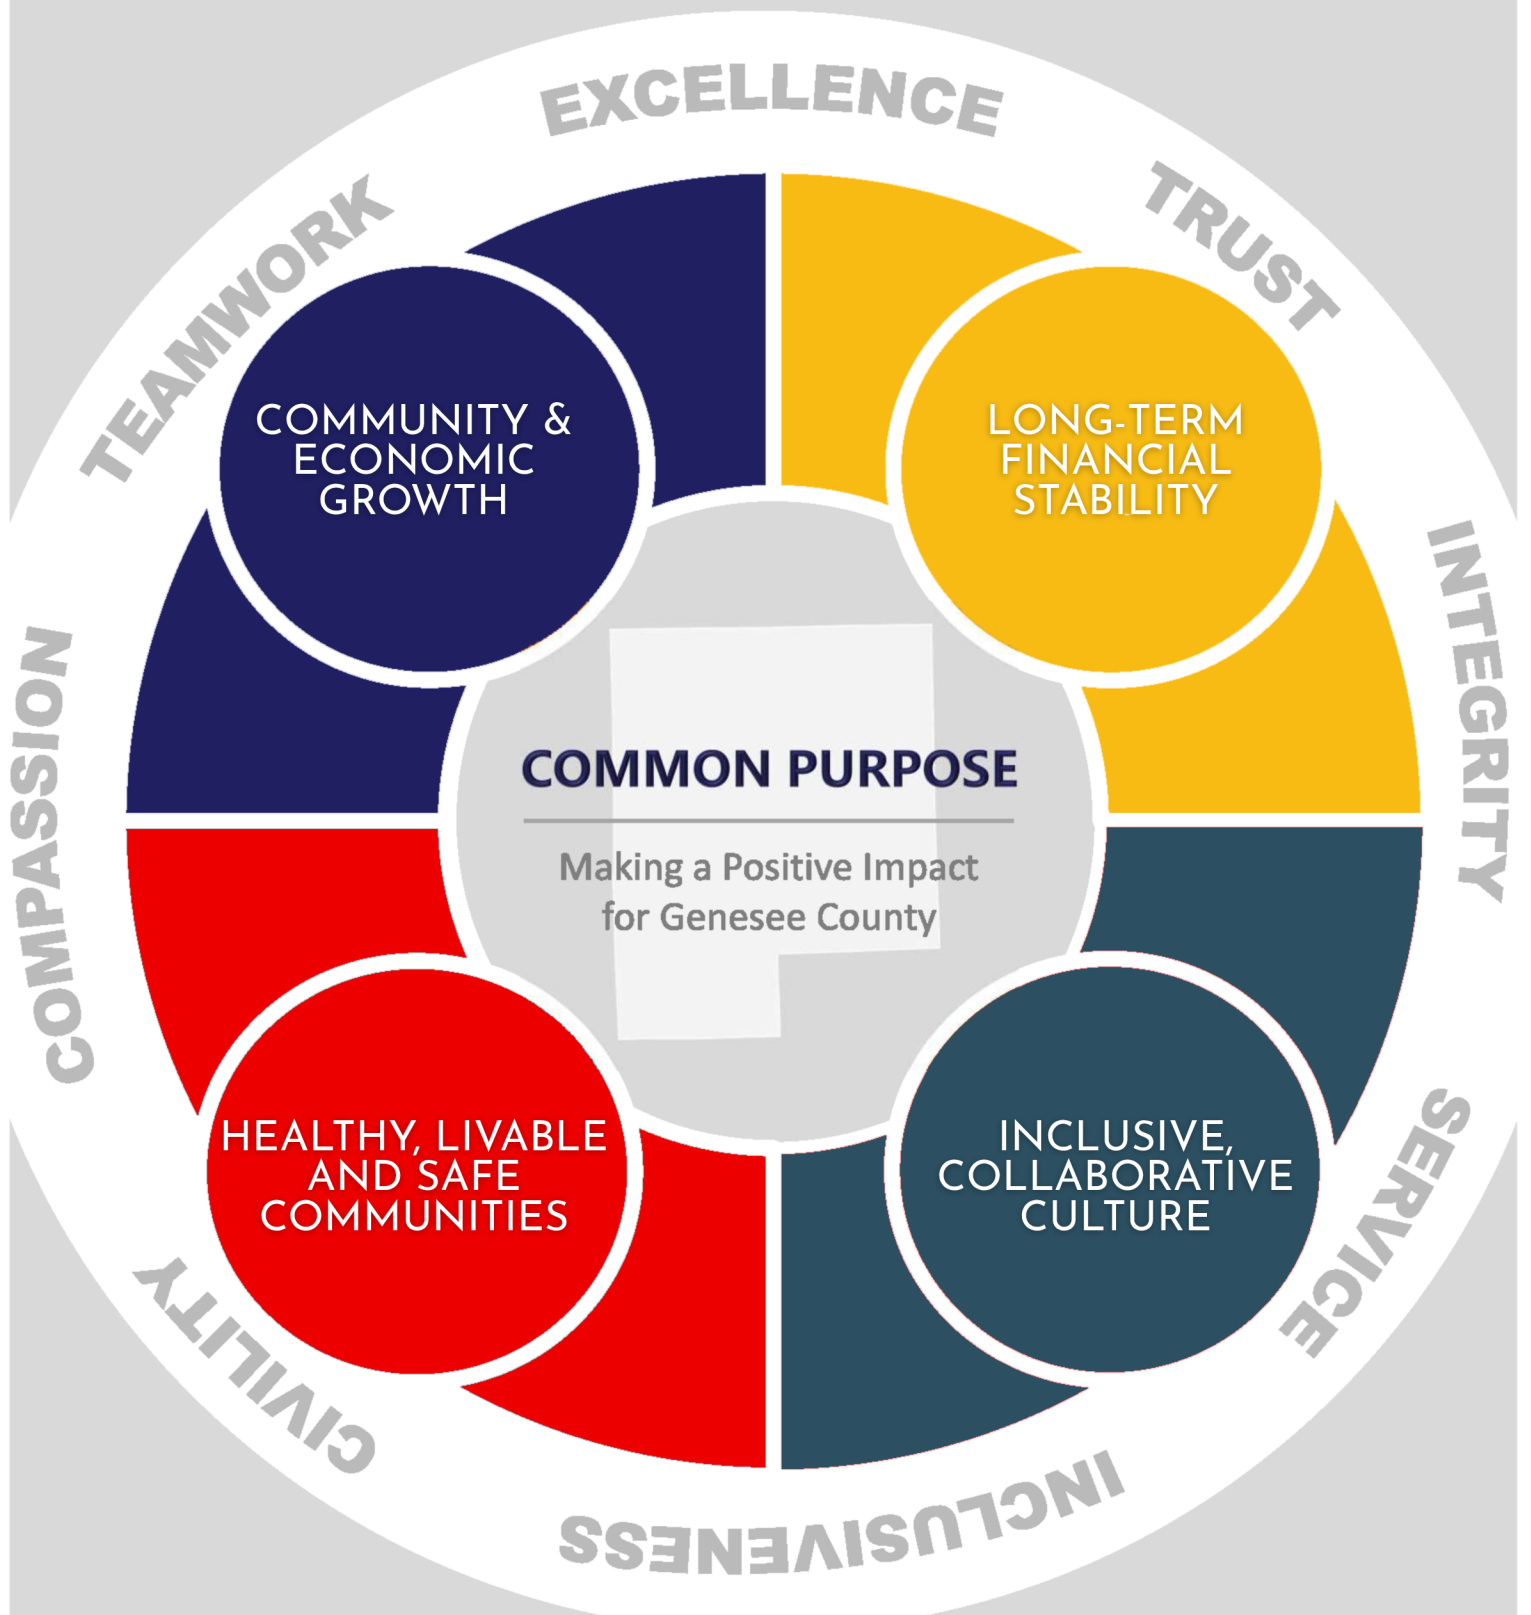 EXCELLENCE
TRUST
INTEGRITY
SERVICE
INCLUSIVENESS
CIVILITY
COMPASSION
TEAMWORK
COMMUNITY &
ECONOMIC
GROWTH
LONG-TERM
FINANCIAL
STABILITY
COMMON PURPOSE
Making a Positive Impact
for Genesee County
HEALTHY, LIVABLE
AND SAFE
COMMUNITIES
INCLUSIVE,
COLLABORATIVE
CULTURE